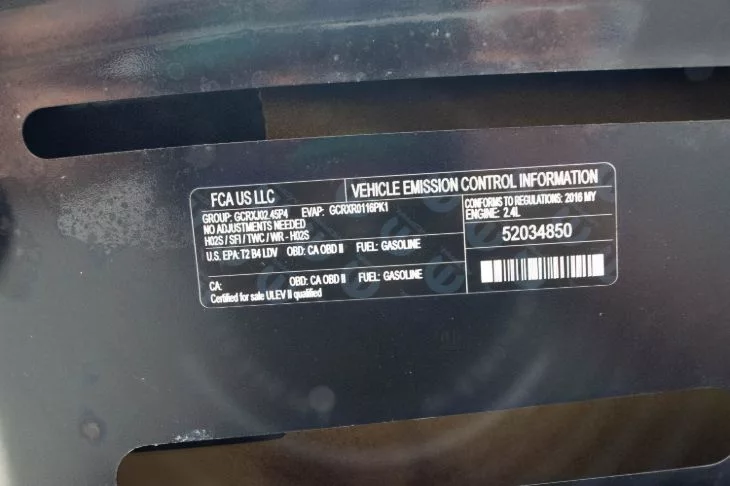 FCA US LLC
VEHICLE EMISSION CONTROL INFORMATION
GROUP: GCRXJ02.45P4 EVAP: GCRXR0116PK1
NO ADJUSTMENTS NEEDED
H02S / SFI / TWC / WR - H02S
U.S. EPA: T2 B4 LDV OBD: CA OBD II FUEL: GASOLINE
CA: OBD: CA OBD II FUEL: GASOLINE
Certified for sale ULEV II qualified
CONFORMS TO REGULATIONS: 2016 MY
ENGINE: 2.4L
52034850